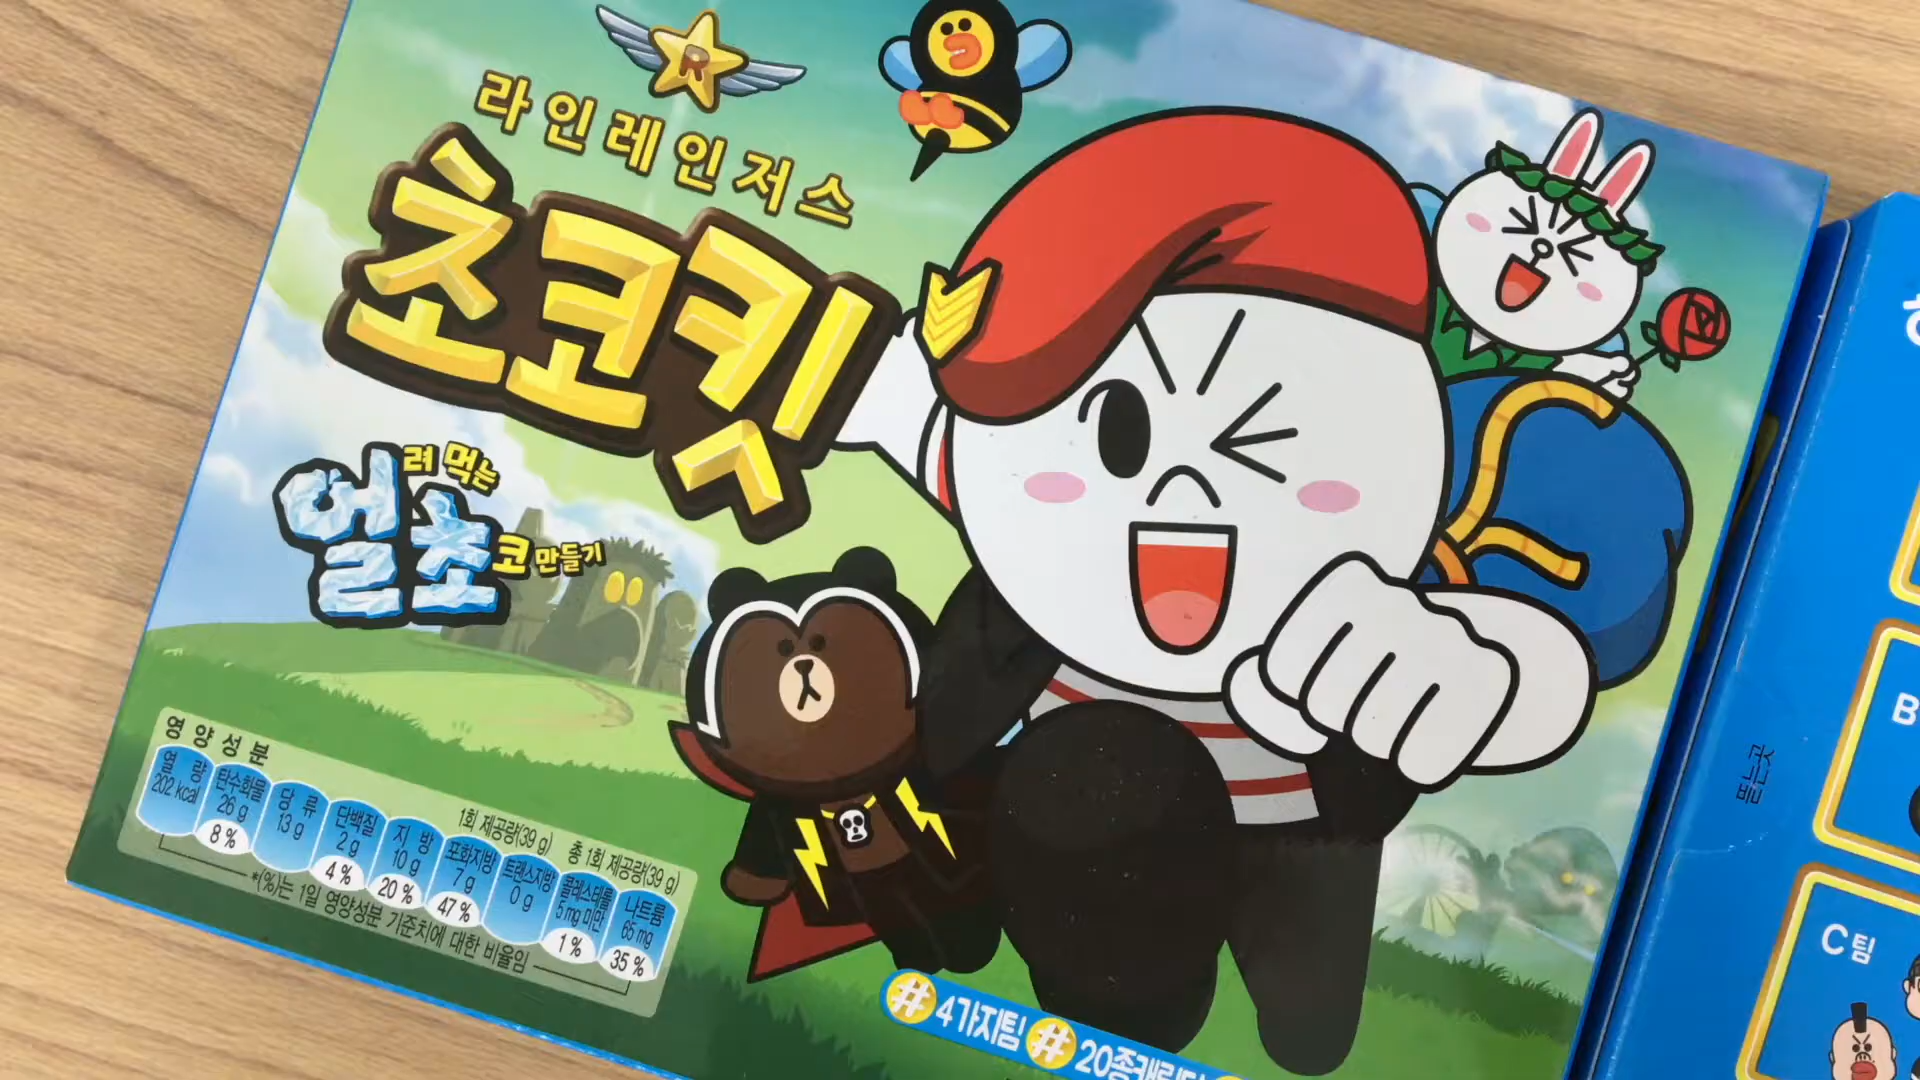 R
라인레인저스
초코킷
얼려 먹는
초코 만들기
영양성분
1회 제공량(39 g) 총 1회 제공량(39 g)
열량 탄수화물 당류 단백질 지방 포화지방 트랜스지방 콜레스테롤 나트륨
202 kcal 26 g 13 g 2 g 10 g 7 g 0 g 5 mg 미만 65 mg
8 % 4 % 20 % 47 % 1 % 35 %
*(%)는 1일 영양성분 기준치에 대한 비율임
# 4가지팀 # 20종캐릭터
뜯는곳
B
C 팀